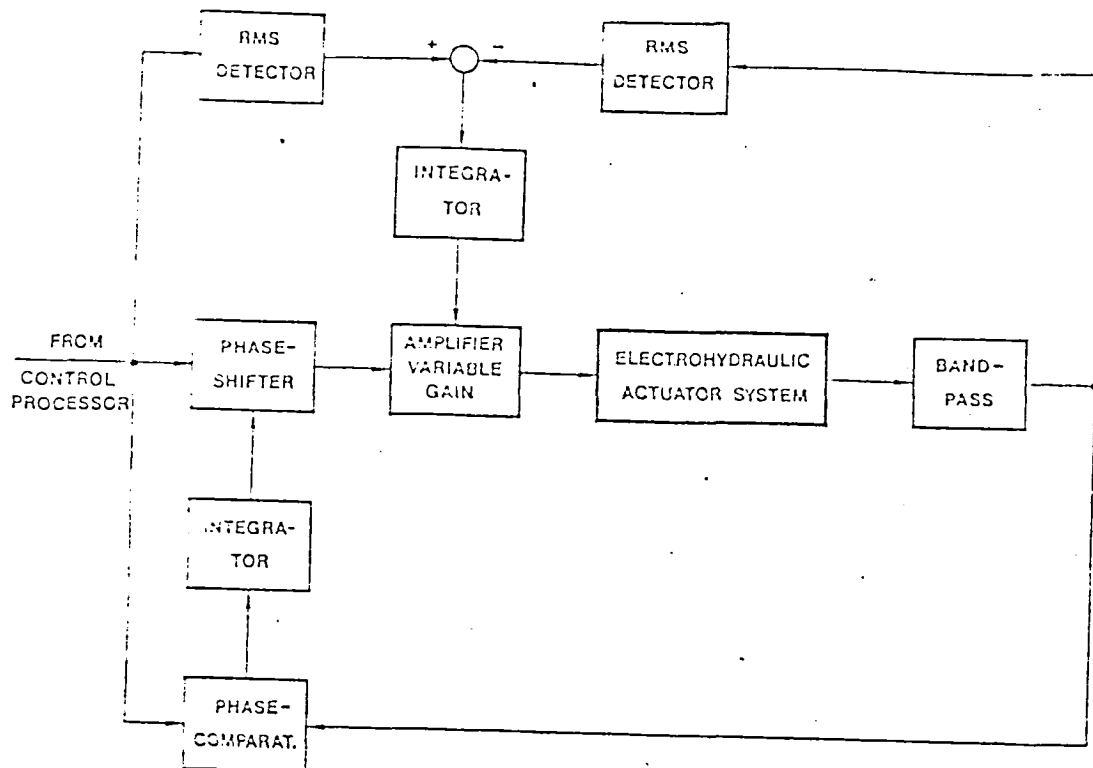 RMS
DETECTOR
+
−
RMS
DETECTOR
INTEGRA-
TOR
FROM
CONTROL
PROCESSOR
PHASE-
SHIFTER
AMPLIFIER
VARIABLE
GAIN
ELECTROHYDRAULIC
ACTUATOR SYSTEM
BAND-
PASS
INTEGRA-
TOR
PHASE-
COMPARAT.